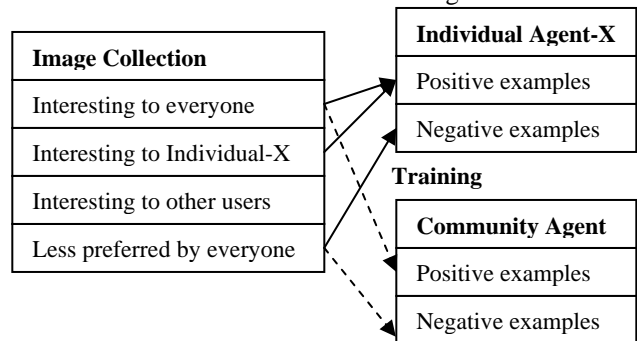 Image Collection
Interesting to everyone
Interesting to Individual-X
Interesting to other users
Less preferred by everyone
Individual Agent-X
Positive examples
Negative examples
Training
Community Agent
Positive examples
Negative examples